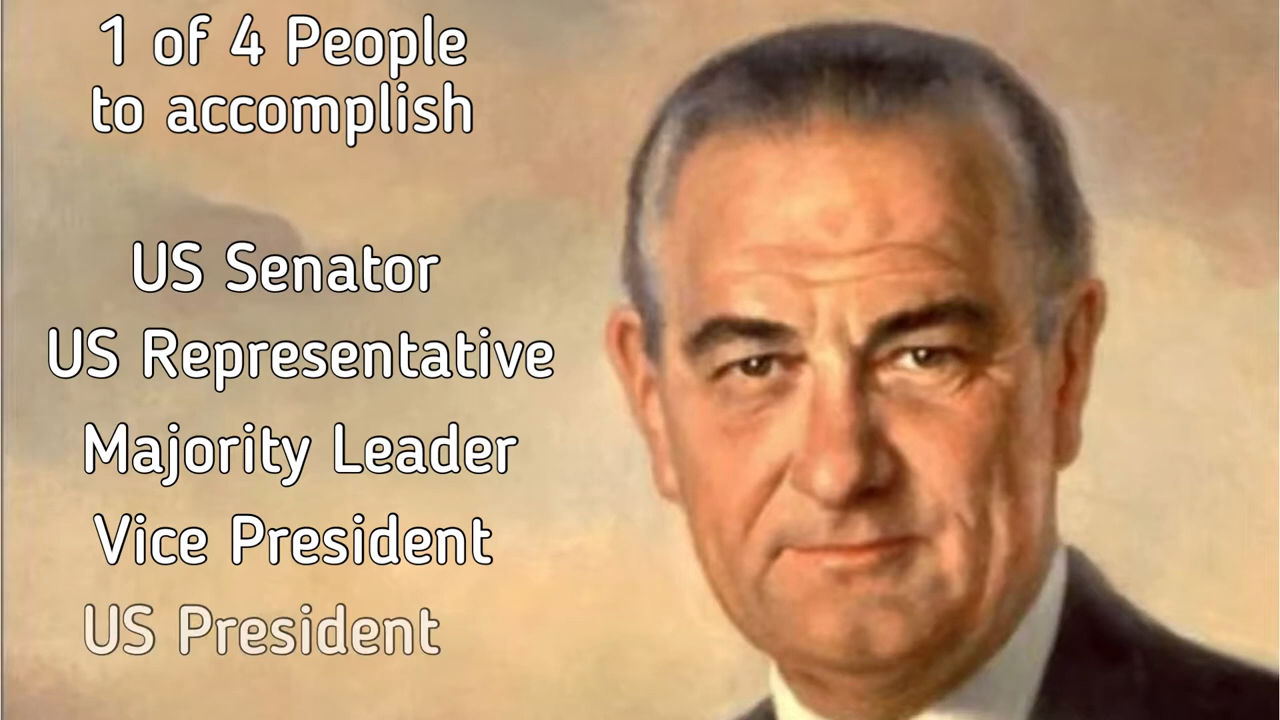 1 of 4 People
to accomplish
US Senator
US Representative
Majority Leader
Vice President
US President